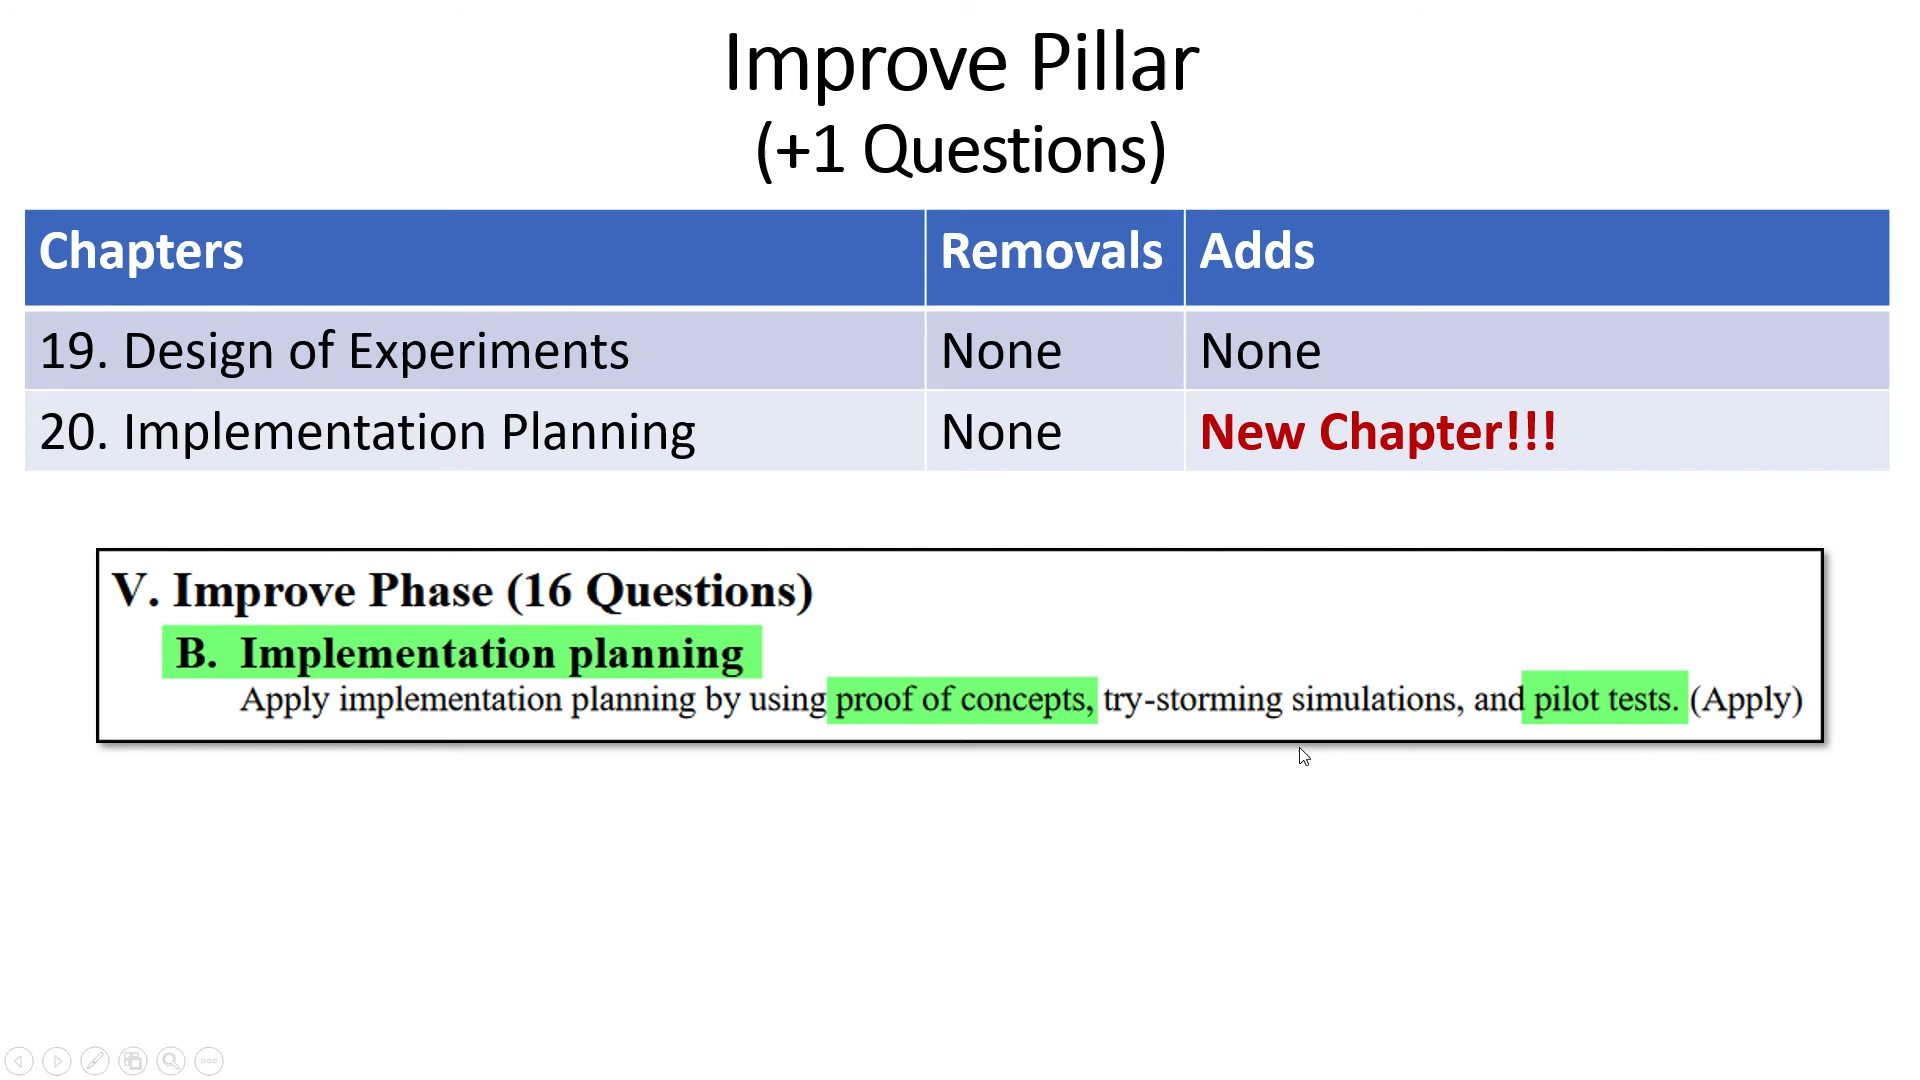 Improve Pillar
(+1 Questions)
Chapters Removals Adds
19. Design of Experiments None None
20. Implementation Planning None New Chapter!!!
V. Improve Phase (16 Questions)
B. Implementation planning
Apply implementation planning by using proof of concepts, try-storming simulations, and pilot tests. (Apply)